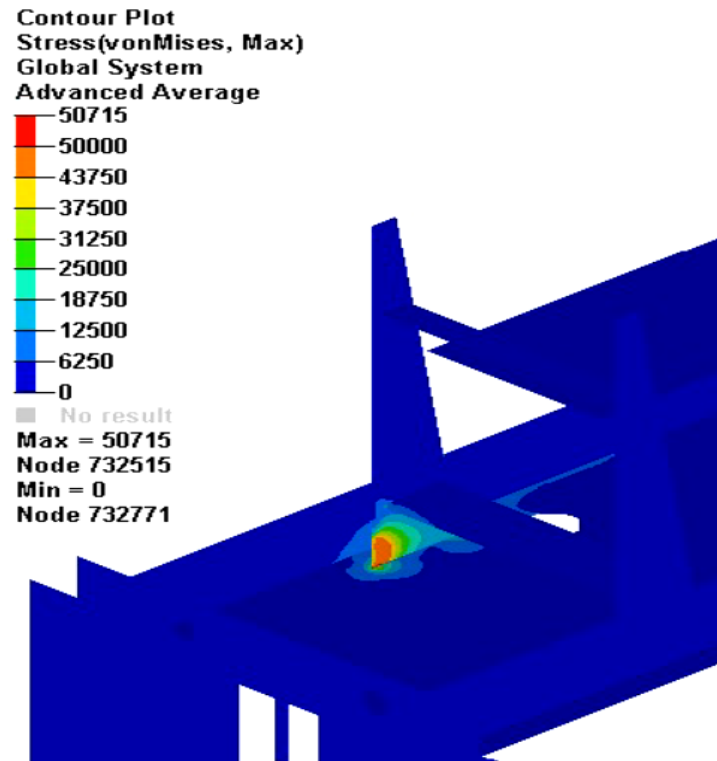 Contour Plot
Stress(vonMises, Max)
Global System
Advanced Average
50715
50000
43750
37500
31250
25000
18750
12500
6250
0
No result
Max = 50715
Node 732515
Min = 0
Node 732771